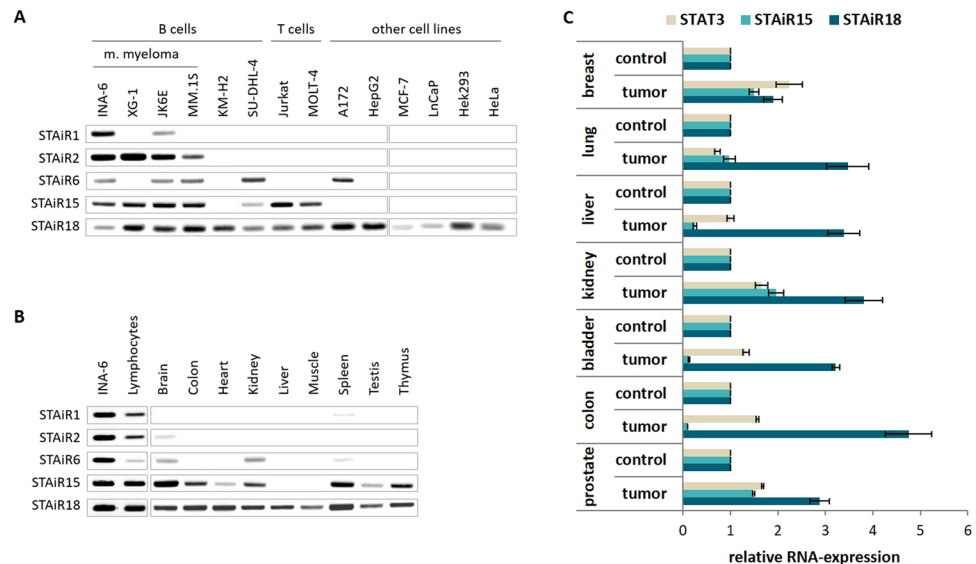 A
B cells T cells other cell lines
m. myeloma
INA-6 XG-1 JK6E MM.1S KM-H2 SU-DHL-4 Jurkat MOLT-4 A172 HepG2 MCF-7 LnCaP Hek293 HeLa
STAiR1
STAiR2
STAiR6
STAiR15
STAiR18
B
INA-6 Lymphocytes Brain Colon Heart Kidney Liver Muscle Spleen Testis Thymus
STAiR1
STAiR2
STAiR6
STAiR15
STAiR18
C
STAT3 STAiR15 STAiR18
breast
control
tumor
lung
control
tumor
liver
control
tumor
kidney
control
tumor
bladder
control
tumor
colon
control
tumor
prostate
control
tumor
0 1 2 3 4 5 6
relative RNA-expression